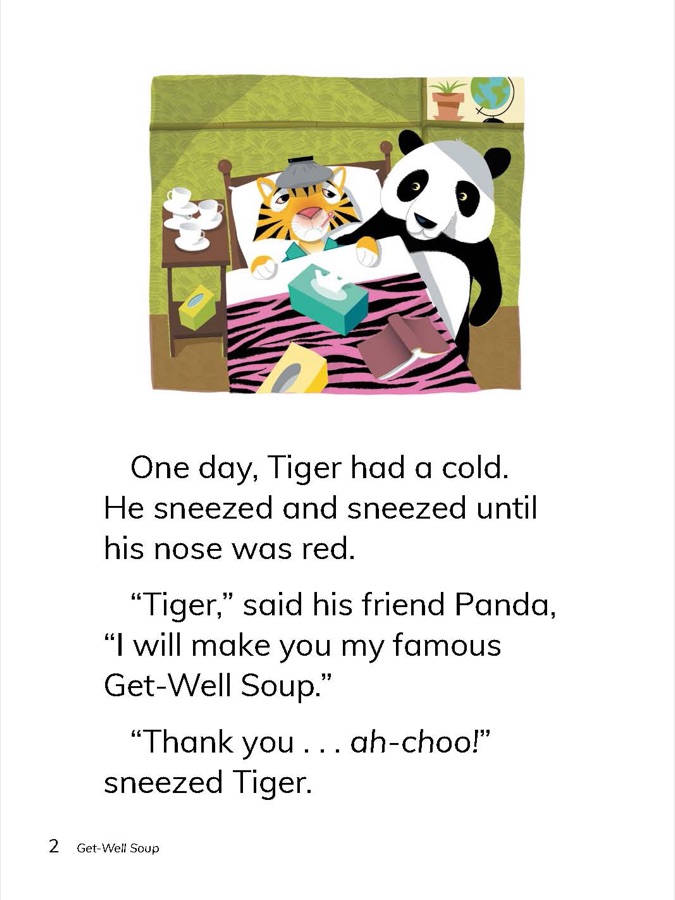 One day, Tiger had a cold.
He sneezed and sneezed until
his nose was red.
“Tiger,” said his friend Panda,
“I will make you my famous
Get-Well Soup.”
“Thank you . . . ah-choo!”
sneezed Tiger.
2 Get-Well Soup